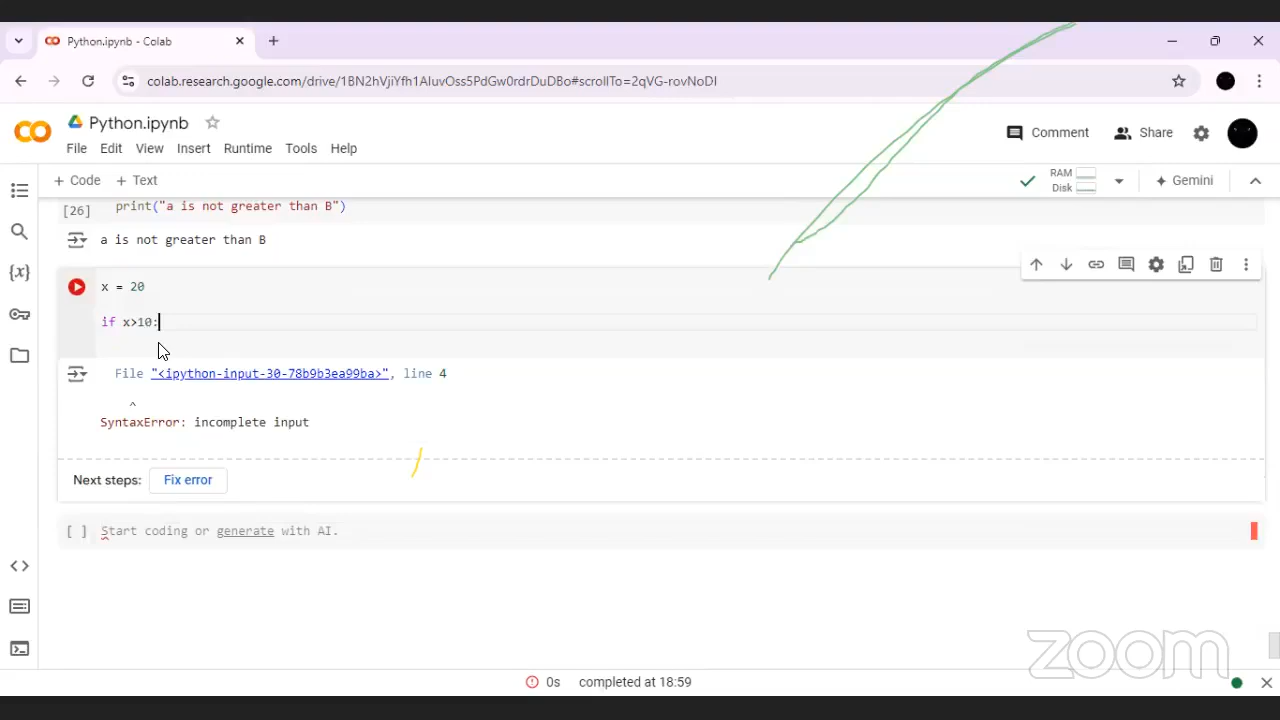 Python.ipynb - Colab
colab.research.google.com/drive/1BN2hVjiYfh1AIuvOss5PdGw0rdrDuDBo#scrollTo=2qVG-rovNoDI
Python.ipynb
File Edit View Insert Runtime Tools Help
Comment Share
+ Code + Text
RAM
Disk
Gemini
[26] print("a is not greater than B")
a is not greater than B
x = 20
if x>10:
File "<ipython-input-30-78b9b3ea99ba>", line 4
^
SyntaxError: incomplete input
Next steps: Fix error
[ ] Start coding or generate with AI.
zoom
0s completed at 18:59